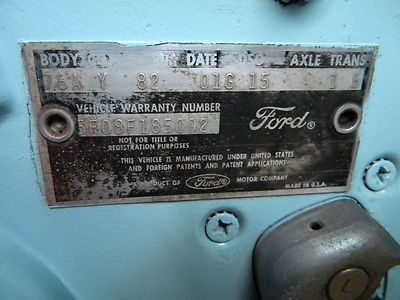 BODY DATE AXLE TRANS
76A Y 82 01G 15 1
VEHICLE WARRANTY NUMBER
5F08F185002 Ford®
NOT FOR TITLE OR
REGISTRATION PURPOSES
THIS VEHICLE IS MANUFACTURED UNDER UNITED STATES
AND FOREIGN PATENTS AND PATENT APPLICATIONS
A PRODUCT OF Ford MOTOR COMPANY
MADE IN U.S.A.